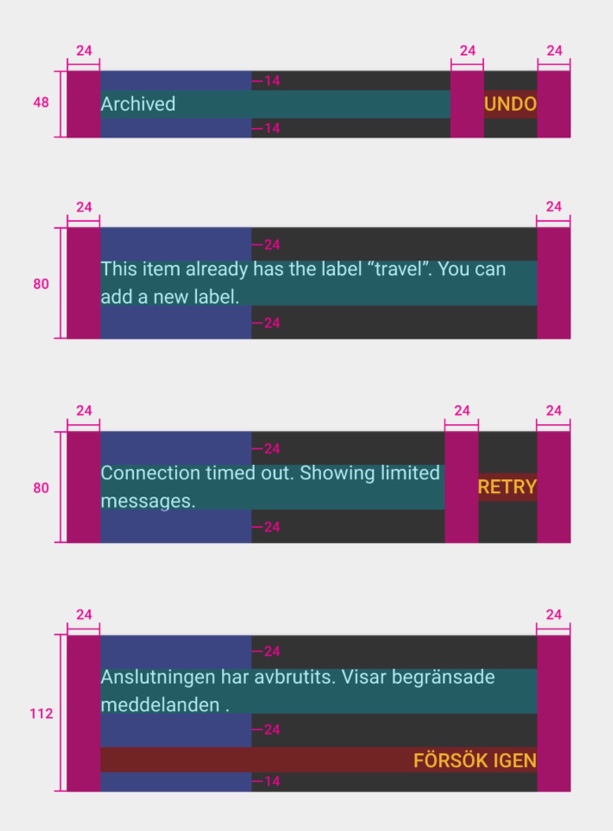 24 24 24
48
14
Archived UNDO
14
24 24
80
24
This item already has the label “travel”. You can
add a new label.
24
24 24 24
80
24
Connection timed out. Showing limited
messages.
RETRY
24
24 24
112
24
Anslutningen har avbrutits. Visar begränsade
meddelanden .
24
FÖRSÖK IGEN
14